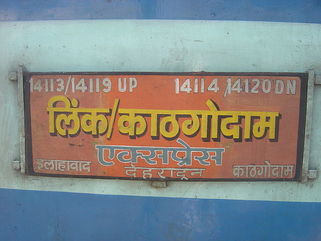 14113/14119 UP 14114/14120 DN
लिंक/काठगोदाम
एक्सप्रेस
इलाहाबाद देहरादून काठगोदाम